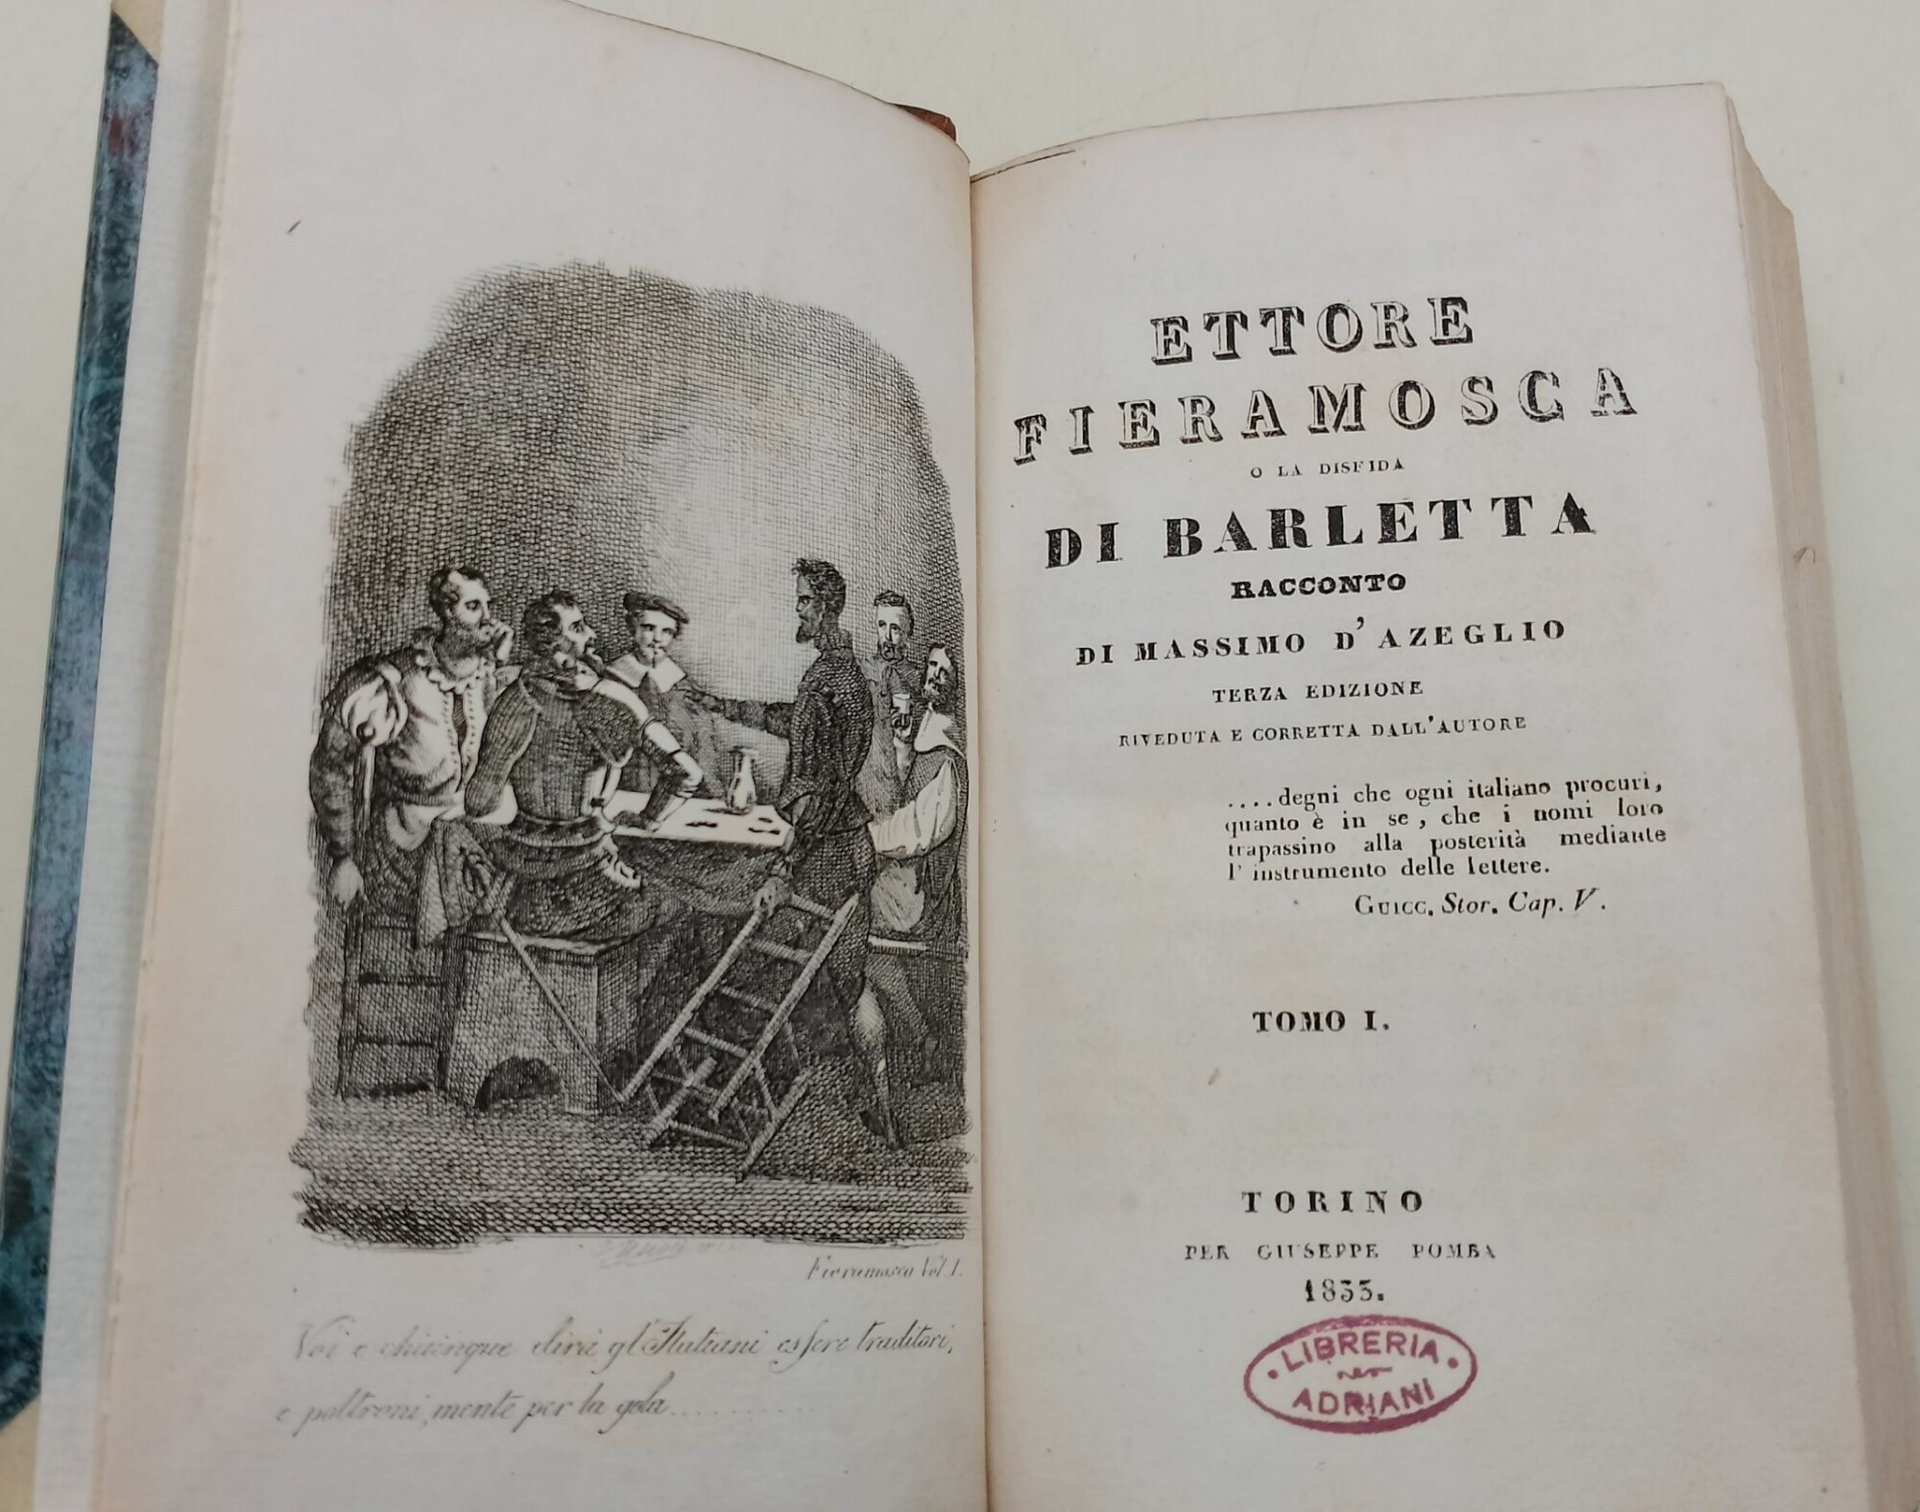 Fieramosca Vol. I.
Voi e chiunque dirà gl'Italiani essere traditori,
e poltroni, mente per la gola...........
ETTORE
FIERAMOSCA
O LA DISFIDA
DI BARLETTA
RACCONTO
DI MASSIMO D'AZEGLIO
TERZA EDIZIONE
RIVEDUTA E CORRETTA DALL'AUTORE
....degni che ogni italiano procuri,
quanto è in se, che i nomi loro
trapassino alla posterità mediante
l'instrumento delle lettere.
GUICC. Stor. Cap. V.
TOMO I.
TORINO
PER GIUSEPPE POMBA
1833.
LIBRERIA
ADRIANI